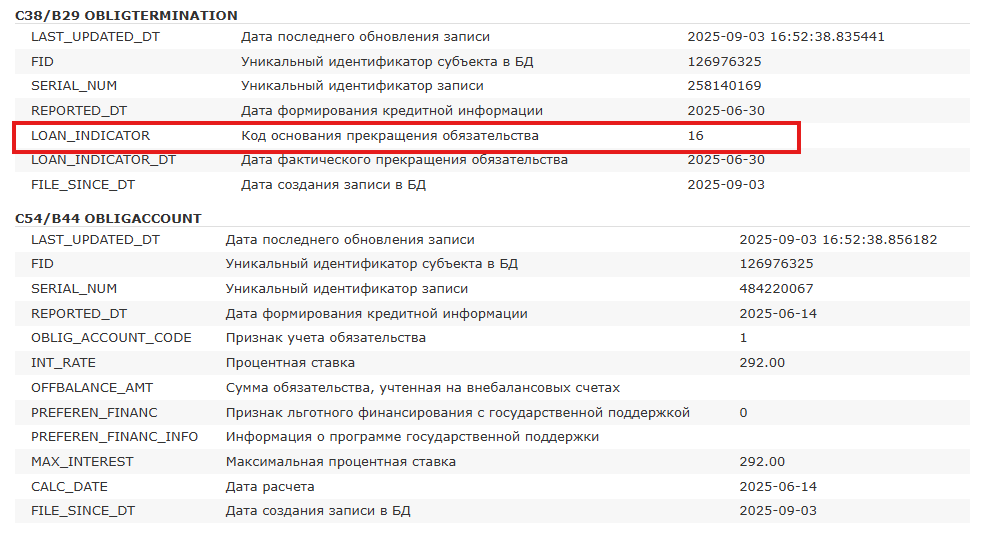 C38/B29 OBLIGTERMINATION
LAST_UPDATED_DT Дата последнего обновления записи 2025-09-03 16:52:38.835441
FID Уникальный идентификатор субъекта в БД 126976325
SERIAL_NUM Уникальный идентификатор записи 258140169
REPORTED_DT Дата формирования кредитной информации 2025-06-30
LOAN_INDICATOR Код основания прекращения обязательства 16
LOAN_INDICATOR_DT Дата фактического прекращения обязательства 2025-06-30
FILE_SINCE_DT Дата создания записи в БД 2025-09-03
C54/B44 OBLIGACCOUNT
LAST_UPDATED_DT Дата последнего обновления записи 2025-09-03 16:52:38.856182
FID Уникальный идентификатор субъекта в БД 126976325
SERIAL_NUM Уникальный идентификатор записи 484220067
REPORTED_DT Дата формирования кредитной информации 2025-06-14
OBLIG_ACCOUNT_CODE Признак учета обязательства 1
INT_RATE Процентная ставка 292.00
OFFBALANCE_AMT Сумма обязательства, учтенная на внебалансовых счетах
PREFEREN_FINANC Признак льготного финансирования с государственной поддержкой 0
PREFEREN_FINANC_INFO Информация о программе государственной поддержки
MAX_INTEREST Максимальная процентная ставка 292.00
CALC_DATE Дата расчета 2025-06-14
FILE_SINCE_DT Дата создания записи в БД 2025-09-03